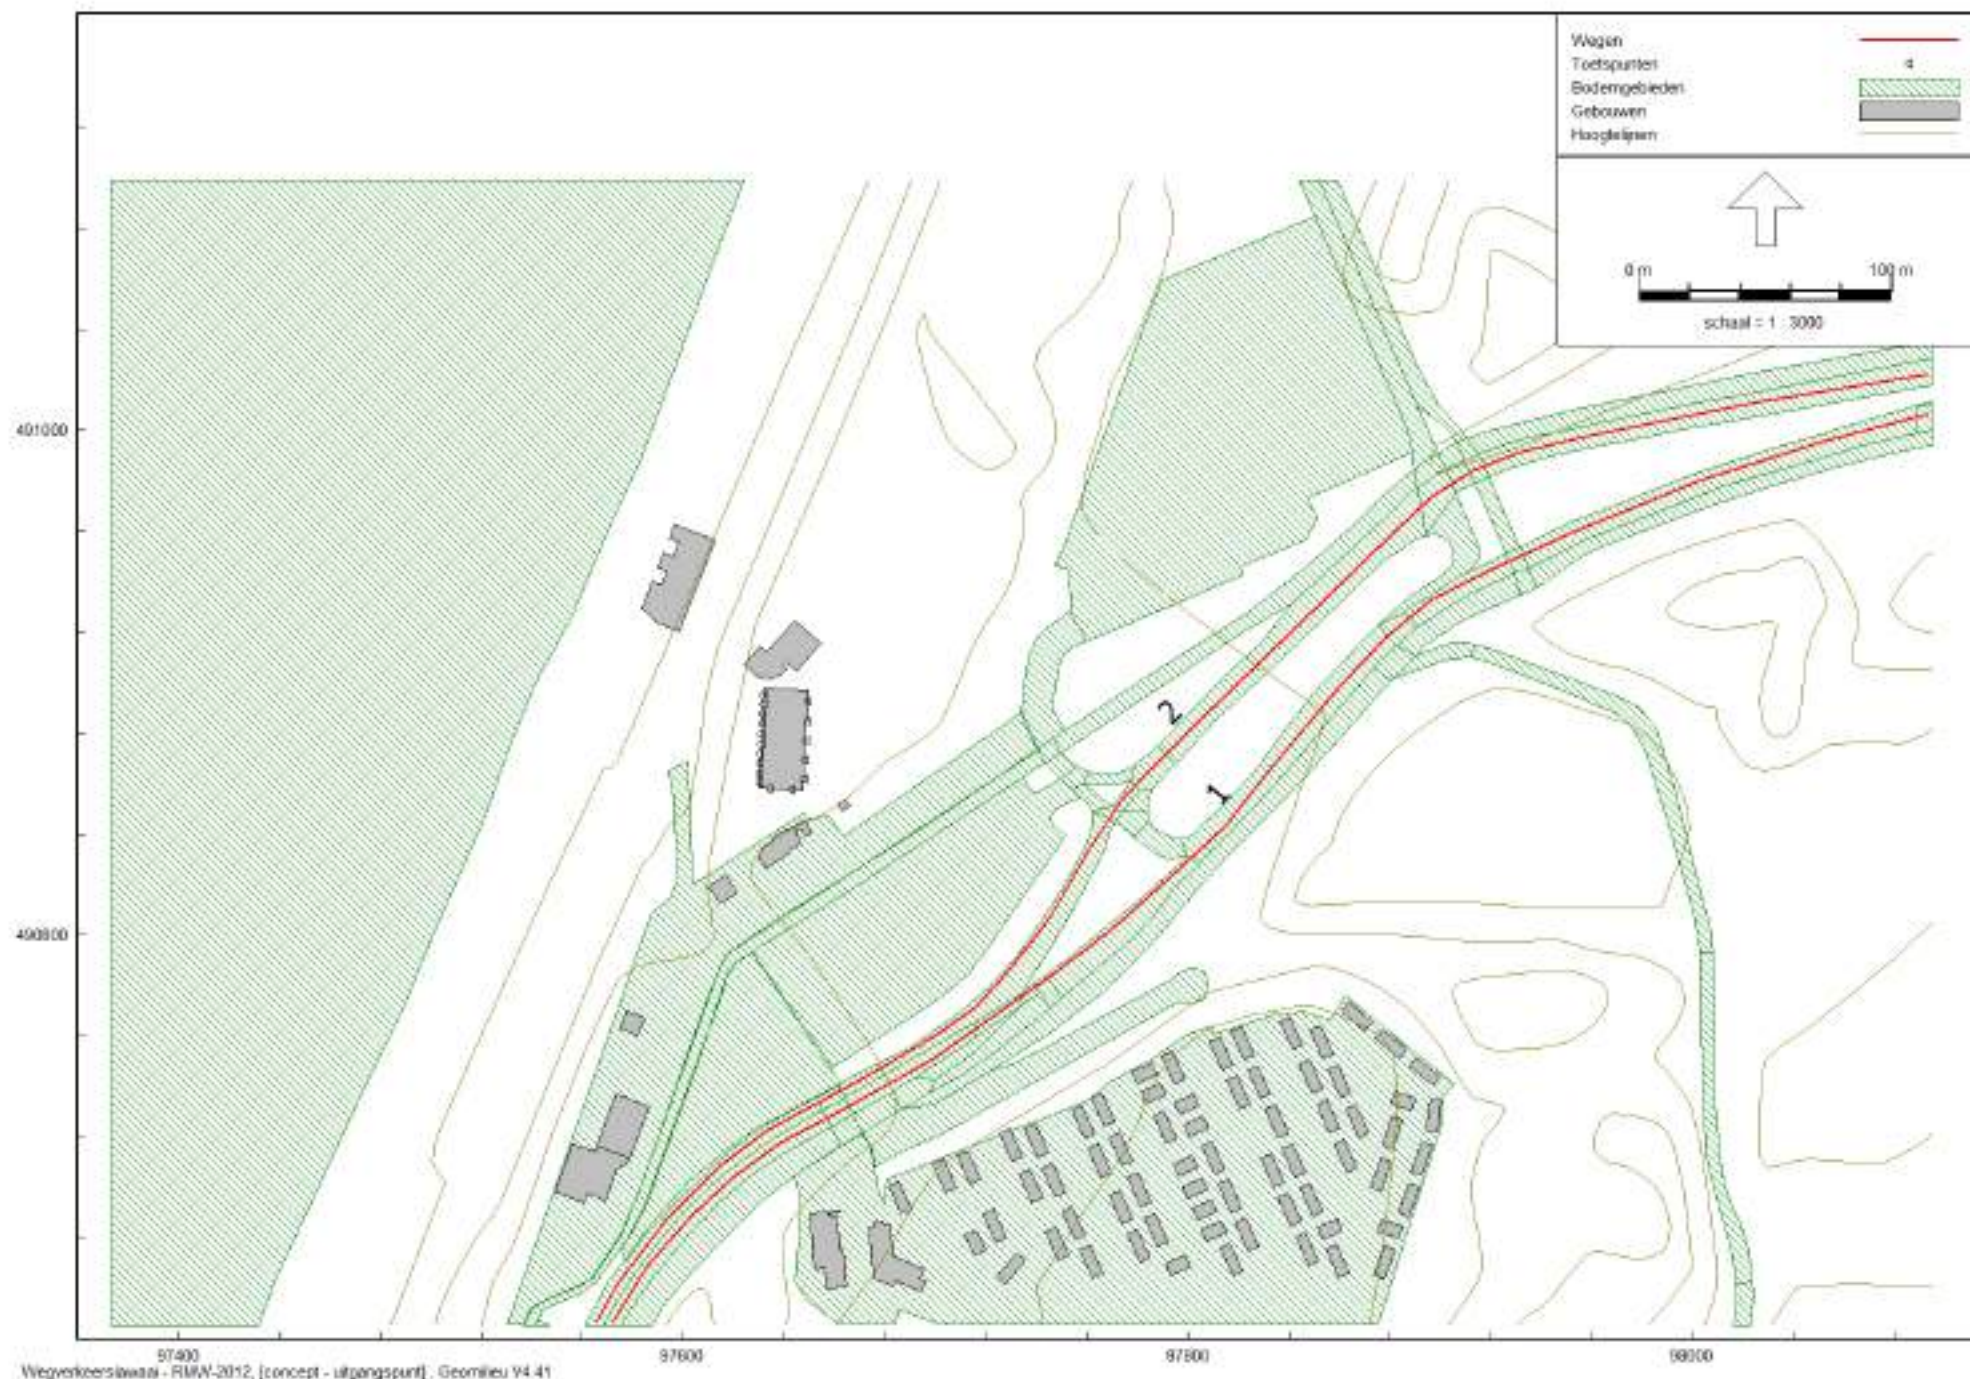 Wegen
Toetspunten
Bodemgebieden
Gebouwen
Hoogtelijnen
0 m 100 m
schaal = 1 : 3000
491000
2
1
490800
97400 97600 97800 98000
Wegverkeerslawaai - RMW-2012, [concept - uitgangspunt] , Geomilieu V4.41